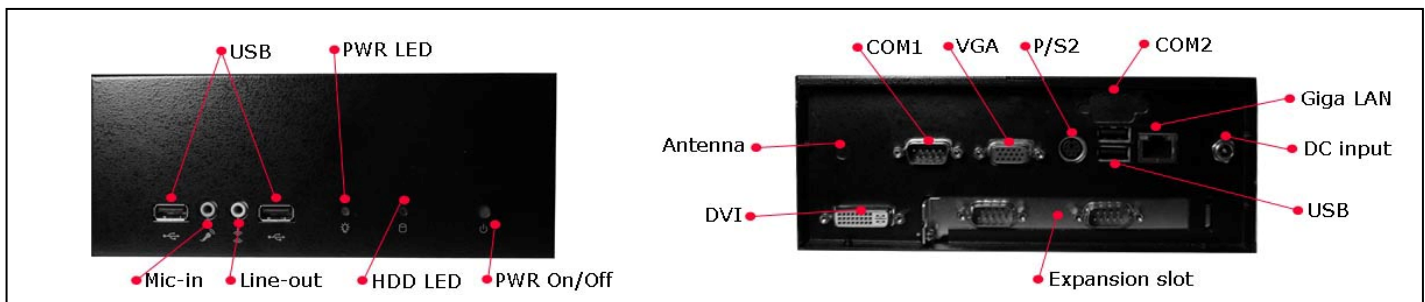 USB
PWR LED
Mic-in
Line-out
HDD LED
PWR On/Off
COM1
VGA
P/S2
COM2
Giga LAN
Antenna
DC input
DVI
USB
Expansion slot